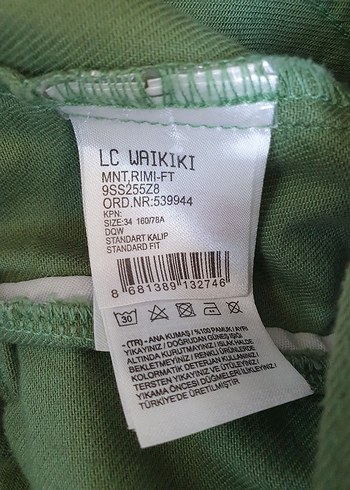 LC WAIKIKI
MNT,RIMI-FT
9SS255Z8
ORD.NR:539944
KPN:
SIZE:34 160/78A
DQW
STANDART KALIP
STANDARD FIT
8 681389 132746
30
-(TR)- ANA KUMAŞ / %100 PAMUK / AYRI
YIKAYINIZ / DOĞRUDAN GÜNEŞ IŞIĞI
ALTINDA KURUTMAYINIZ / ISLAK HALDE
BEKLETMEYİNİZ / RENKLİ ÜRÜNLERDE
KOLORMATİK DETERJAN KULLANINIZ /
TERSTEN YIKAYINIZ VE ÜTÜLEYİNİZ /
YIKAMA ÖNCESİ DÜĞMELERİ İLİKLEYİNİZ /
TÜRKİYE'DE ÜRETİLMİŞTİR